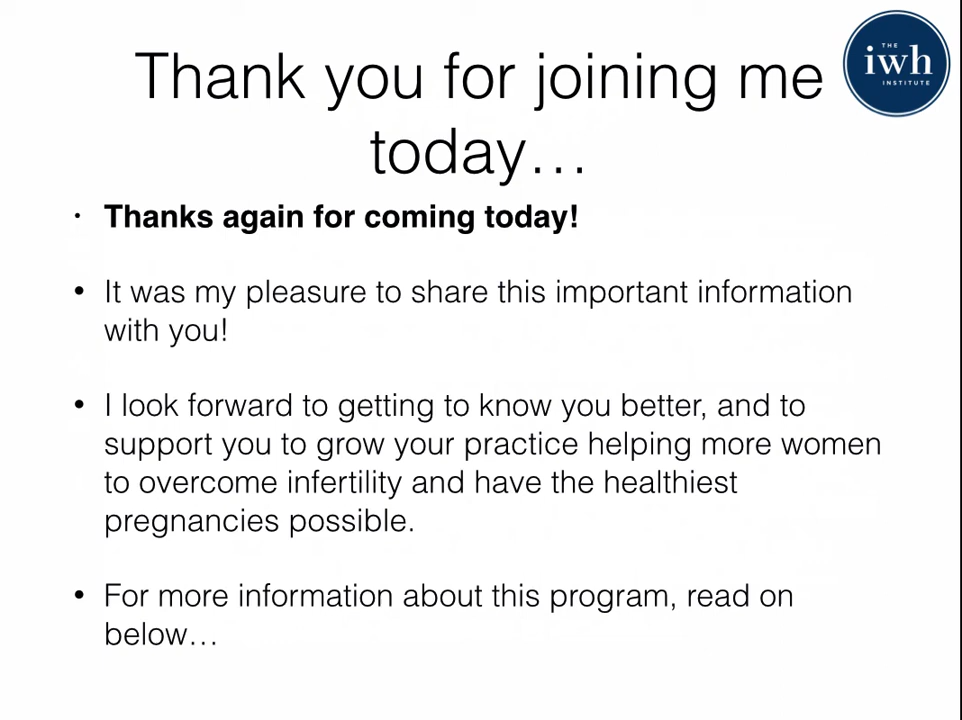 Thank you for joining me
today…
THE
iwh
INSTITUTE
• Thanks again for coming today!
• It was my pleasure to share this important information
with you!
• I look forward to getting to know you better, and to
support you to grow your practice helping more women
to overcome infertility and have the healthiest
pregnancies possible.
• For more information about this program, read on
below…